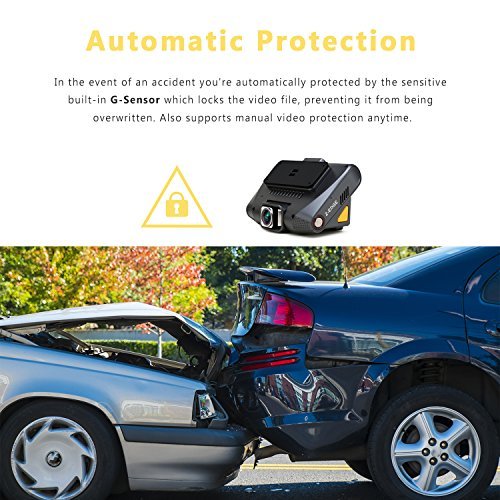 Automatic Protection
In the event of an accident you're automatically protected by the sensitive
built-in G-Sensor which locks the video file, preventing it from being
overwritten. Also supports manual video protection anytime.